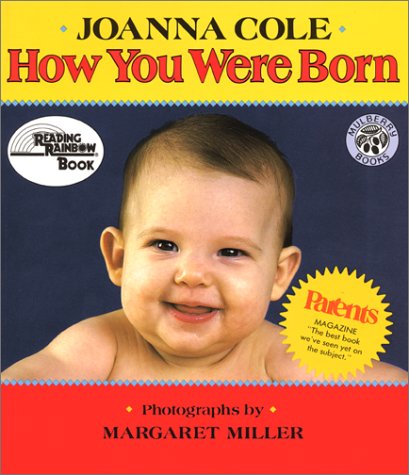 JOANNA COLE
How You Were Born
READING
RAINBOW®
BOOK
MULBERRY
BOOKS
Parents
MAGAZINE
"The best book
we've seen yet on
the subject."
Photographs by
MARGARET MILLER